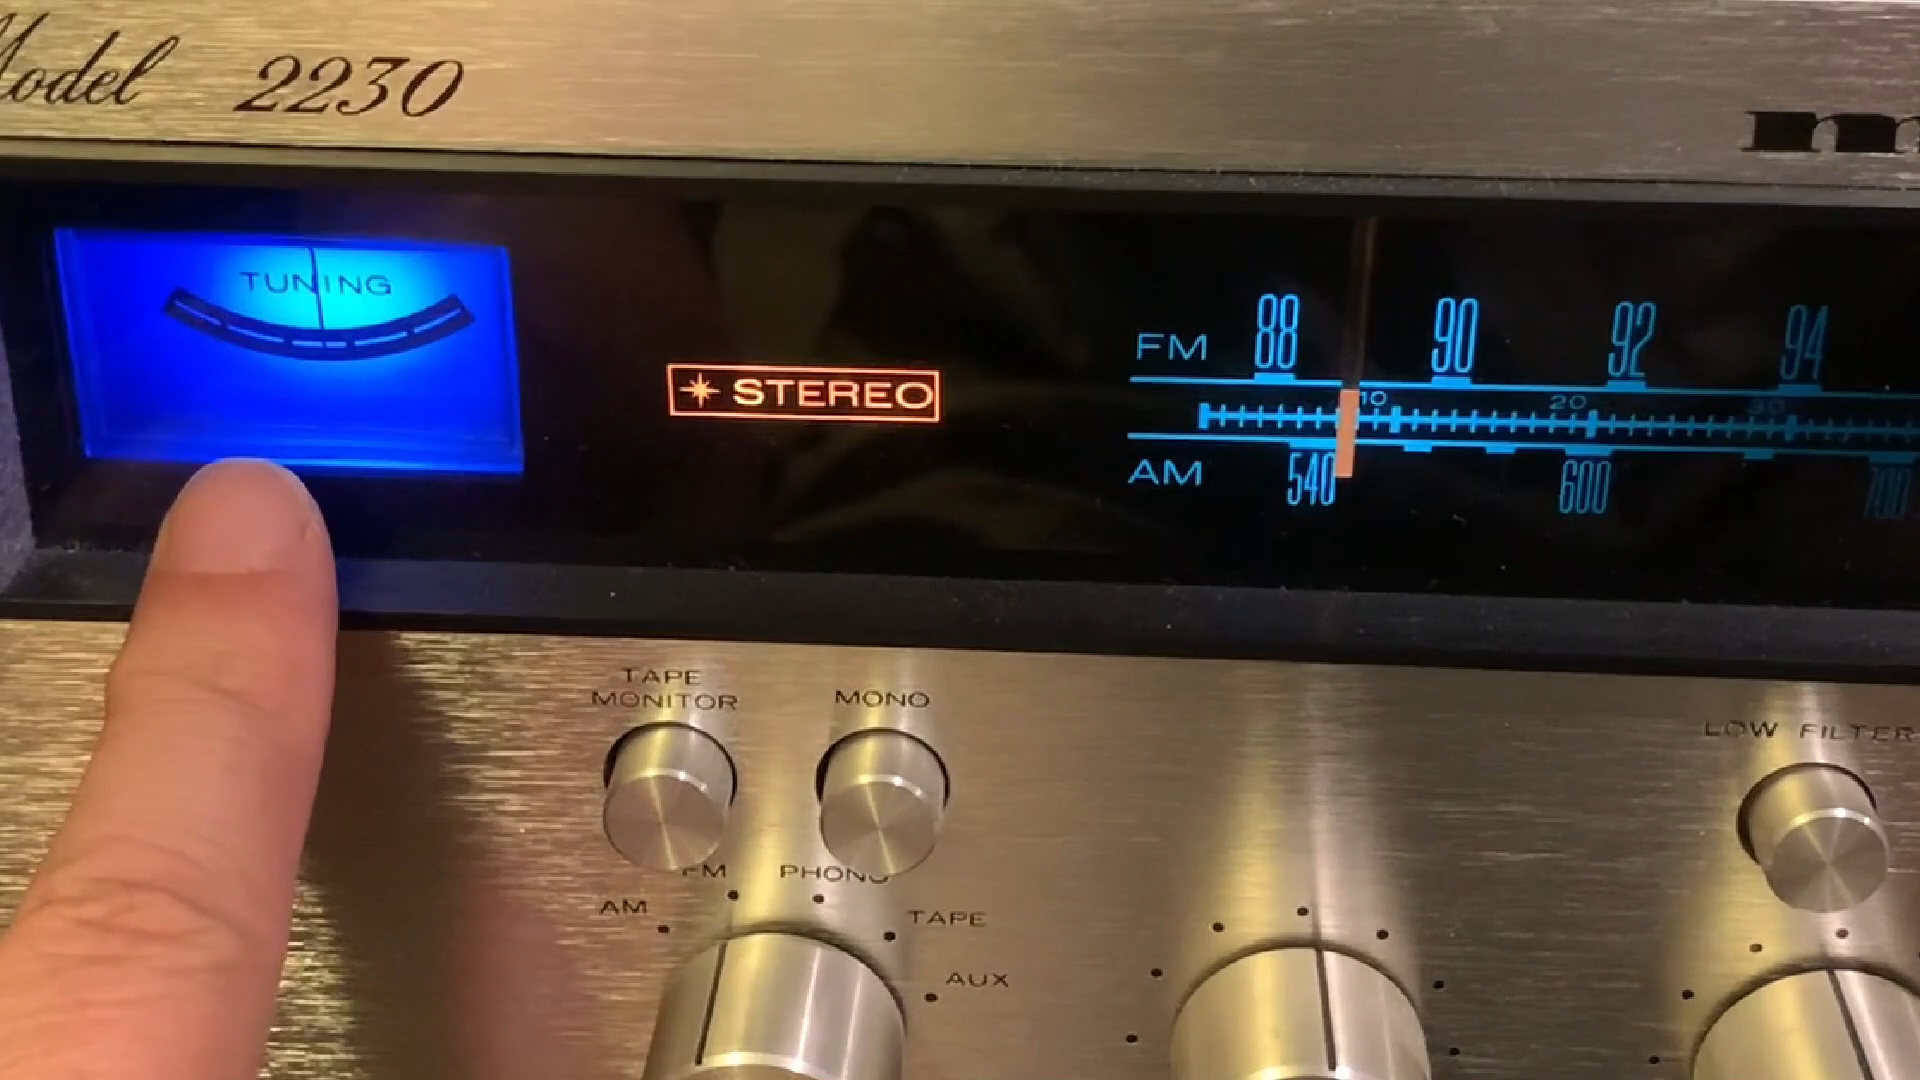 Model 2230
TUNING
STEREO
FM 88 90 92 94
10 20 30
AM 540 600 700
TAPE
MONITOR
MONO
LOW FILTER
AM FM PHONO TAPE
AUX